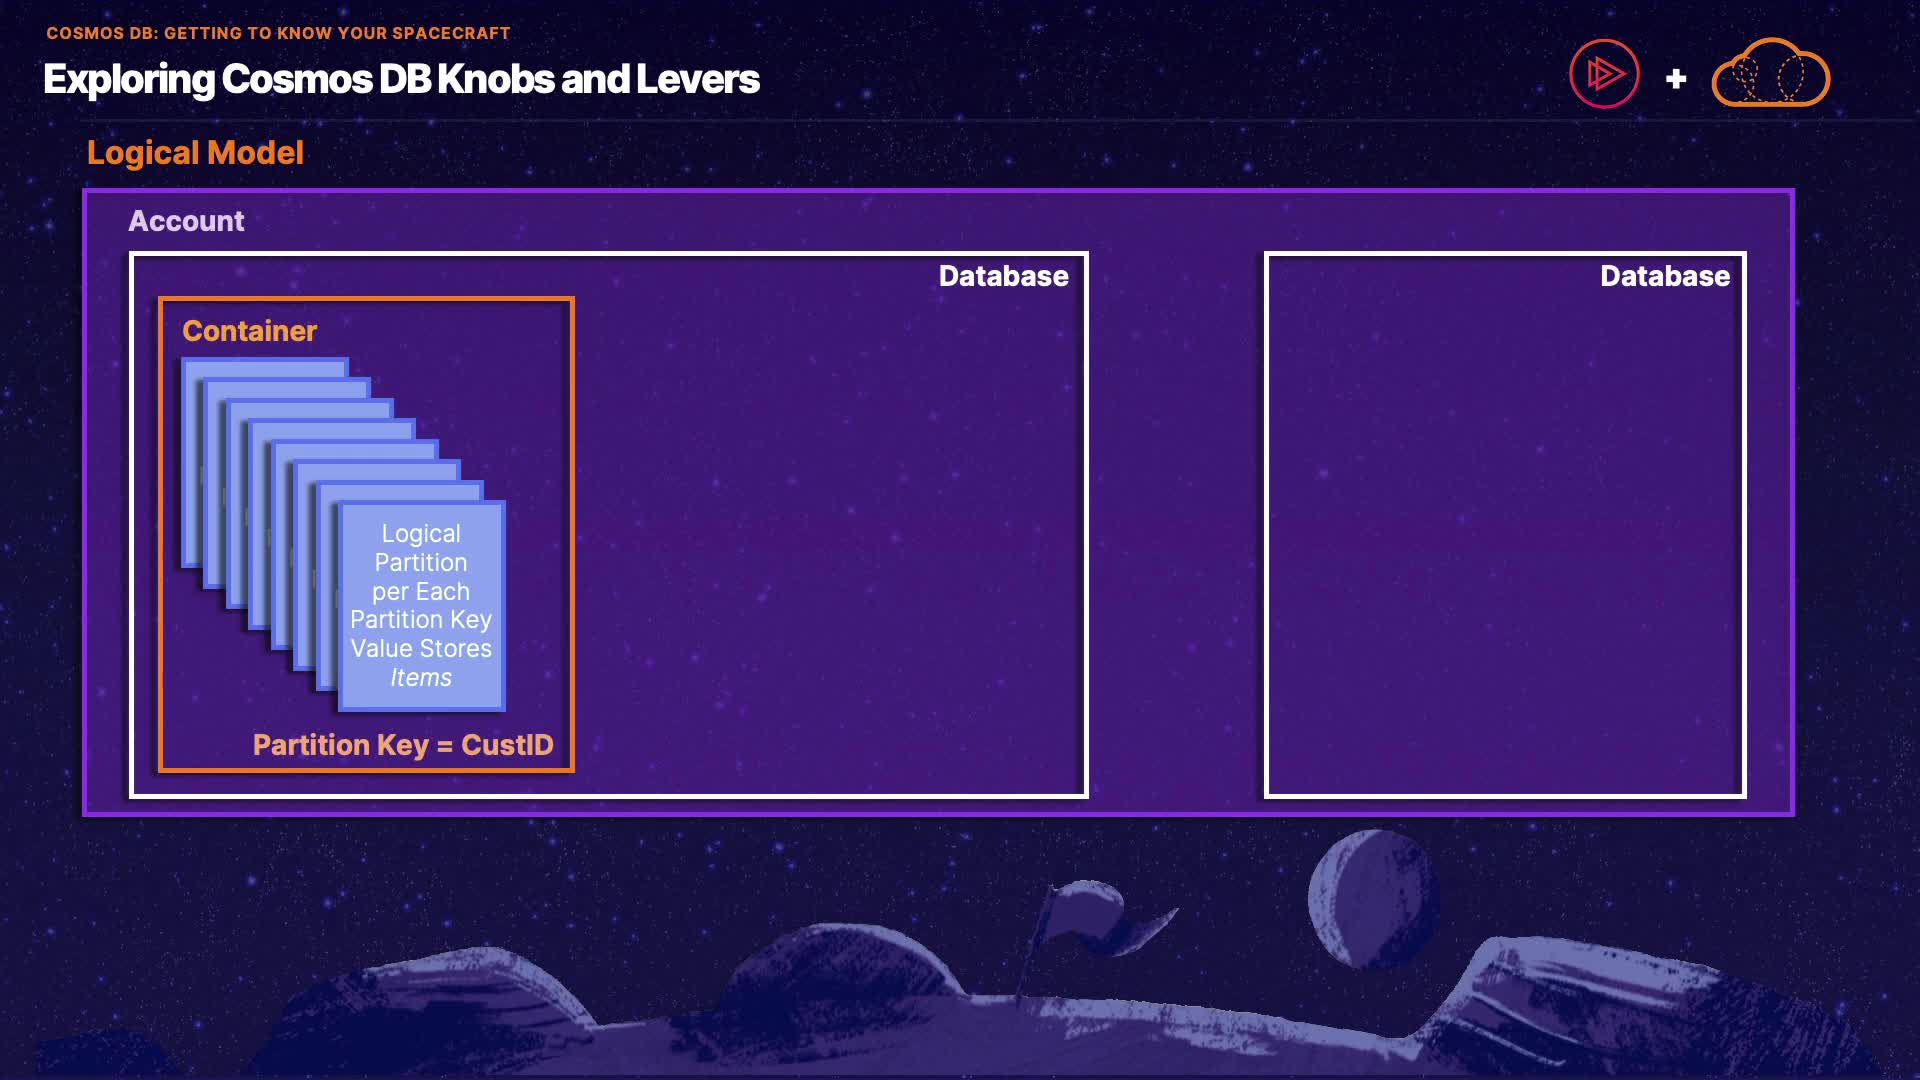 COSMOS DB: GETTING TO KNOW YOUR SPACECRAFT
Exploring Cosmos DB Knobs and Levers
+
Logical Model
Account
Database
Database
Container
Logical
Partition
per Each
Partition Key
Value Stores
Items
Partition Key = CustID